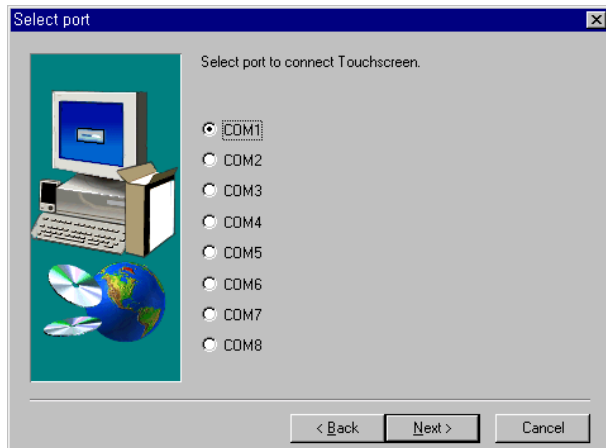 Select port
Select port to connect Touchscreen.
COM1
COM2
COM3
COM4
COM5
COM6
COM7
COM8
< Back
Next >
Cancel